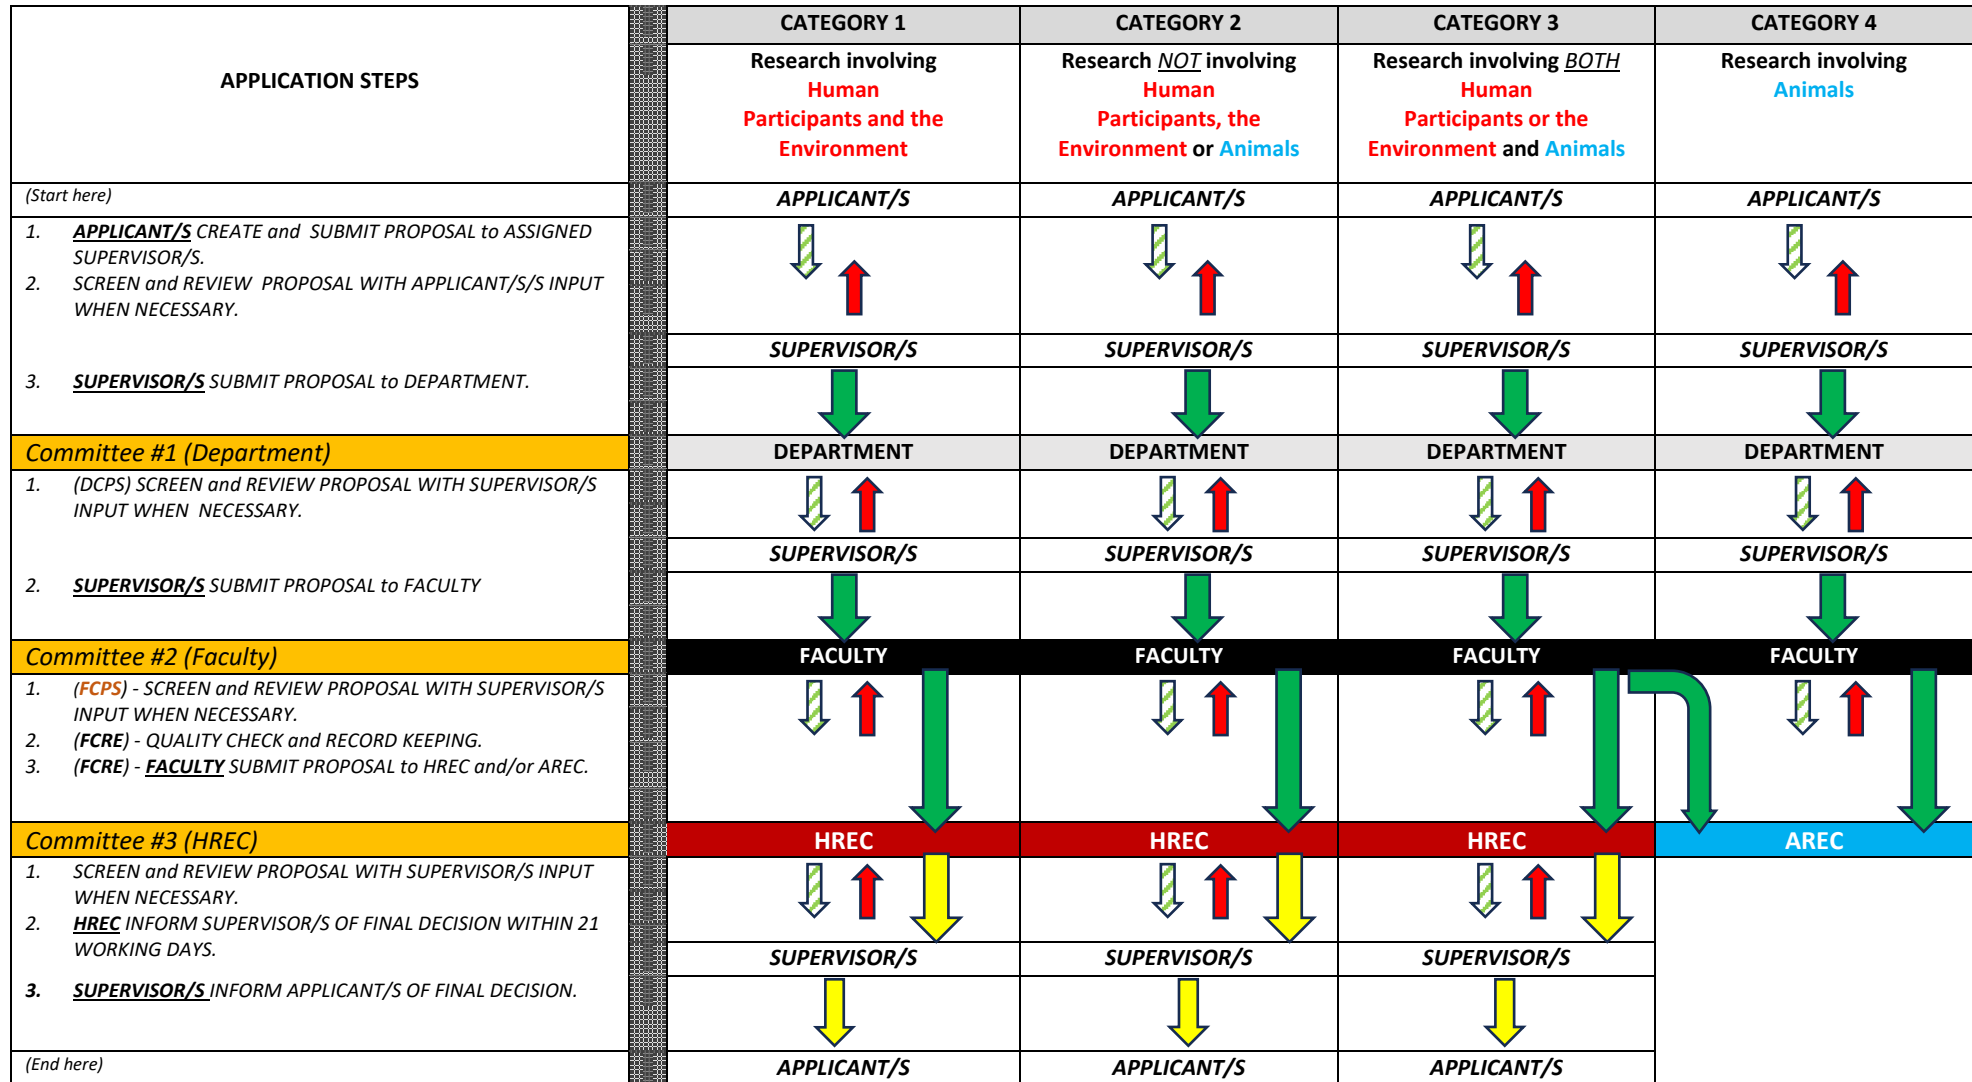 APPLICATION STEPS
CATEGORY 1
CATEGORY 2
CATEGORY 3
CATEGORY 4
Research involving
Human
Participants and the
Environment
Research NOT involving
Human
Participants, the
Environment or Animals
Research involving BOTH
Human
Participants or the
Environment and Animals
Research involving
Animals
(Start here)
APPLICANT/S
APPLICANT/S
APPLICANT/S
APPLICANT/S
1. APPLICANT/S CREATE and SUBMIT PROPOSAL to ASSIGNED
SUPERVISOR/S.
2. SCREEN and REVIEW PROPOSAL WITH APPLICANT/S/S INPUT
WHEN NECESSARY.
SUPERVISOR/S
SUPERVISOR/S
SUPERVISOR/S
SUPERVISOR/S
3. SUPERVISOR/S SUBMIT PROPOSAL to DEPARTMENT.
Committee #1 (Department)
DEPARTMENT
DEPARTMENT
DEPARTMENT
DEPARTMENT
1. (DCPS) SCREEN and REVIEW PROPOSAL WITH SUPERVISOR/S
INPUT WHEN NECESSARY.
SUPERVISOR/S
SUPERVISOR/S
SUPERVISOR/S
SUPERVISOR/S
2. SUPERVISOR/S SUBMIT PROPOSAL to FACULTY
Committee #2 (Faculty)
FACULTY
FACULTY
FACULTY
FACULTY
1. (FCPS) - SCREEN and REVIEW PROPOSAL WITH SUPERVISOR/S
INPUT WHEN NECESSARY.
2. (FCRE) - QUALITY CHECK and RECORD KEEPING.
3. (FCRE) - FACULTY SUBMIT PROPOSAL to HREC and/or AREC.
Committee #3 (HREC)
HREC
HREC
HREC
AREC
1. SCREEN and REVIEW PROPOSAL WITH SUPERVISOR/S INPUT
WHEN NECESSARY.
2. HREC INFORM SUPERVISOR/S OF FINAL DECISION WITHIN 21
WORKING DAYS.
SUPERVISOR/S
SUPERVISOR/S
SUPERVISOR/S
3. SUPERVISOR/S INFORM APPLICANT/S OF FINAL DECISION.
(End here)
APPLICANT/S
APPLICANT/S
APPLICANT/S